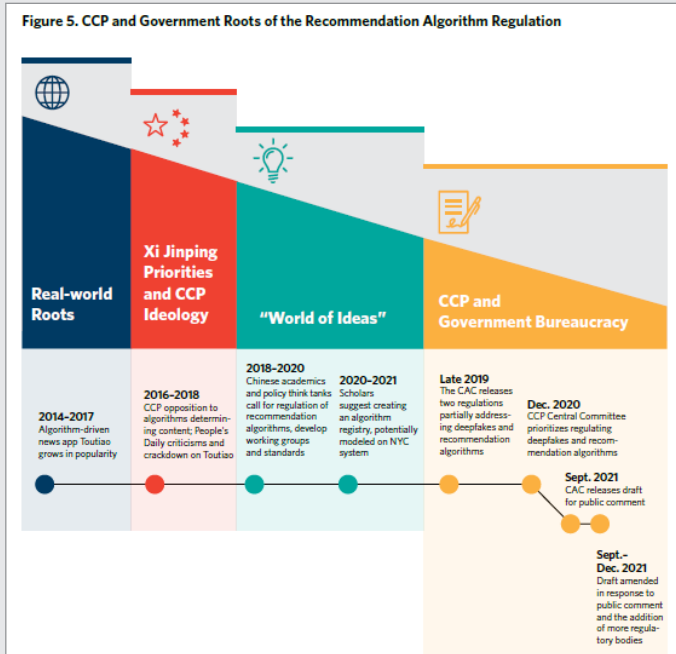 Figure 5. CCP and Government Roots of the Recommendation Algorithm Regulation
Real-world
Roots
Xi Jinping
Priorities
and CCP
Ideology
“World of Ideas”
CCP and
Government Bureaucracy
2014–2017
Algorithm-driven
news app Toutiao
grows in popularity
2016–2018
CCP opposition to
algorithms determin-
ing content; People's
Daily criticisms and
crackdown on Toutiao
2018–2020
Chinese academics
and policy think tanks
call for regulation of
recommendation
algorithms, develop
working groups
and standards
2020–2021
Scholars
suggest creating
an algorithm
registry, potentially
modeled on NYC
system
Late 2019
The CAC releases
two regulations
partially address-
ing deepfakes and
recommendation
algorithms
Dec. 2020
CCP Central Committee
prioritizes regulating
deepfakes and recom-
mendation algorithms
Sept. 2021
CAC releases draft
for public comment
Sept.–
Dec. 2021
Draft amended
in response to
public comment
and the addition
of more regula-
tory bodies